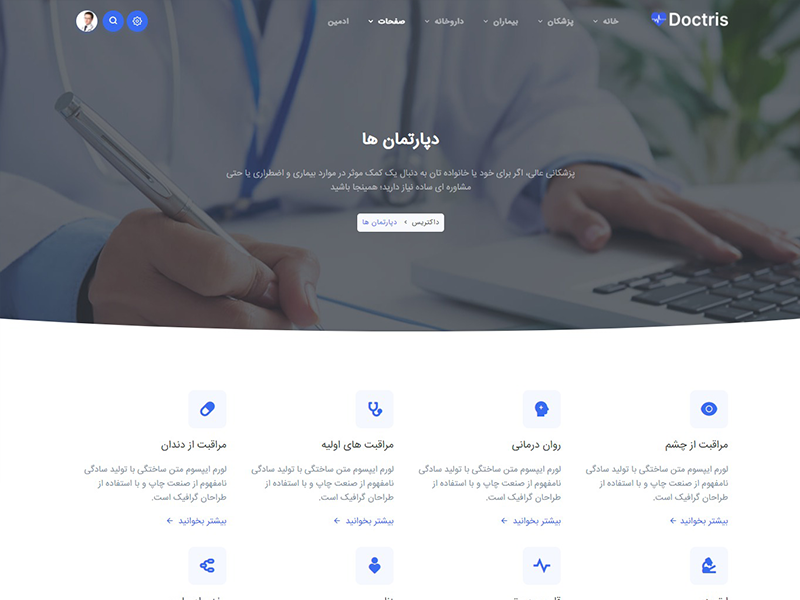 Doctris
خانه
پزشکان
بیماران
داروخانه
صفحات
ادمین
دپارتمان ها
پزشکانی عالی، اگر برای خود یا خانواده تان به دنبال یک کمک موثر در موارد بیماری و اضطراری یا حتی
مشاوره ای ساده نیاز دارید؛ همینجا باشید
داکتریس › دپارتمان ها
مراقبت از چشم
لورم ایپسوم متن ساختگی با تولید سادگی
نامفهوم از صنعت چاپ و با استفاده از
طراحان گرافیک است.
بیشتر بخوانید
روان درمانی
لورم ایپسوم متن ساختگی با تولید سادگی
نامفهوم از صنعت چاپ و با استفاده از
طراحان گرافیک است.
بیشتر بخوانید
مراقبت های اولیه
لورم ایپسوم متن ساختگی با تولید سادگی
نامفهوم از صنعت چاپ و با استفاده از
طراحان گرافیک است.
بیشتر بخوانید
مراقبت از دندان
لورم ایپسوم متن ساختگی با تولید سادگی
نامفهوم از صنعت چاپ و با استفاده از
طراحان گرافیک است.
بیشتر بخوانید